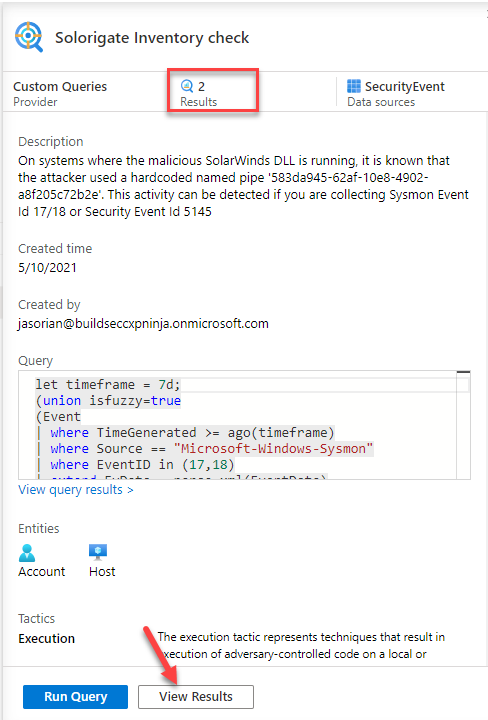 Solorigate Inventory check
Custom Queries
Provider
2
Results
SecurityEvent
Data sources
Description
On systems where the malicious SolarWinds DLL is running, it is known that
the attacker used a hardcoded named pipe '583da945-62af-10e8-4902-
a8f205c72b2e'. This activity can be detected if you are collecting Sysmon Event
Id 17/18 or Security Event Id 5145
Created time
5/10/2021
Created by
jasorian@buildseccxpninja.onmicrosoft.com
Query
let timeframe = 7d;
(union isfuzzy=true
(Event
| where TimeGenerated >= ago(timeframe)
| where Source == "Microsoft-Windows-Sysmon"
| where EventID in (17,18)
| extend EvData = parse_xml(EventData)
View query results >
Entities
Account
Host
Tactics
Execution
The execution tactic represents techniques that result in
execution of adversary-controlled code on a local or
Run Query
View Results